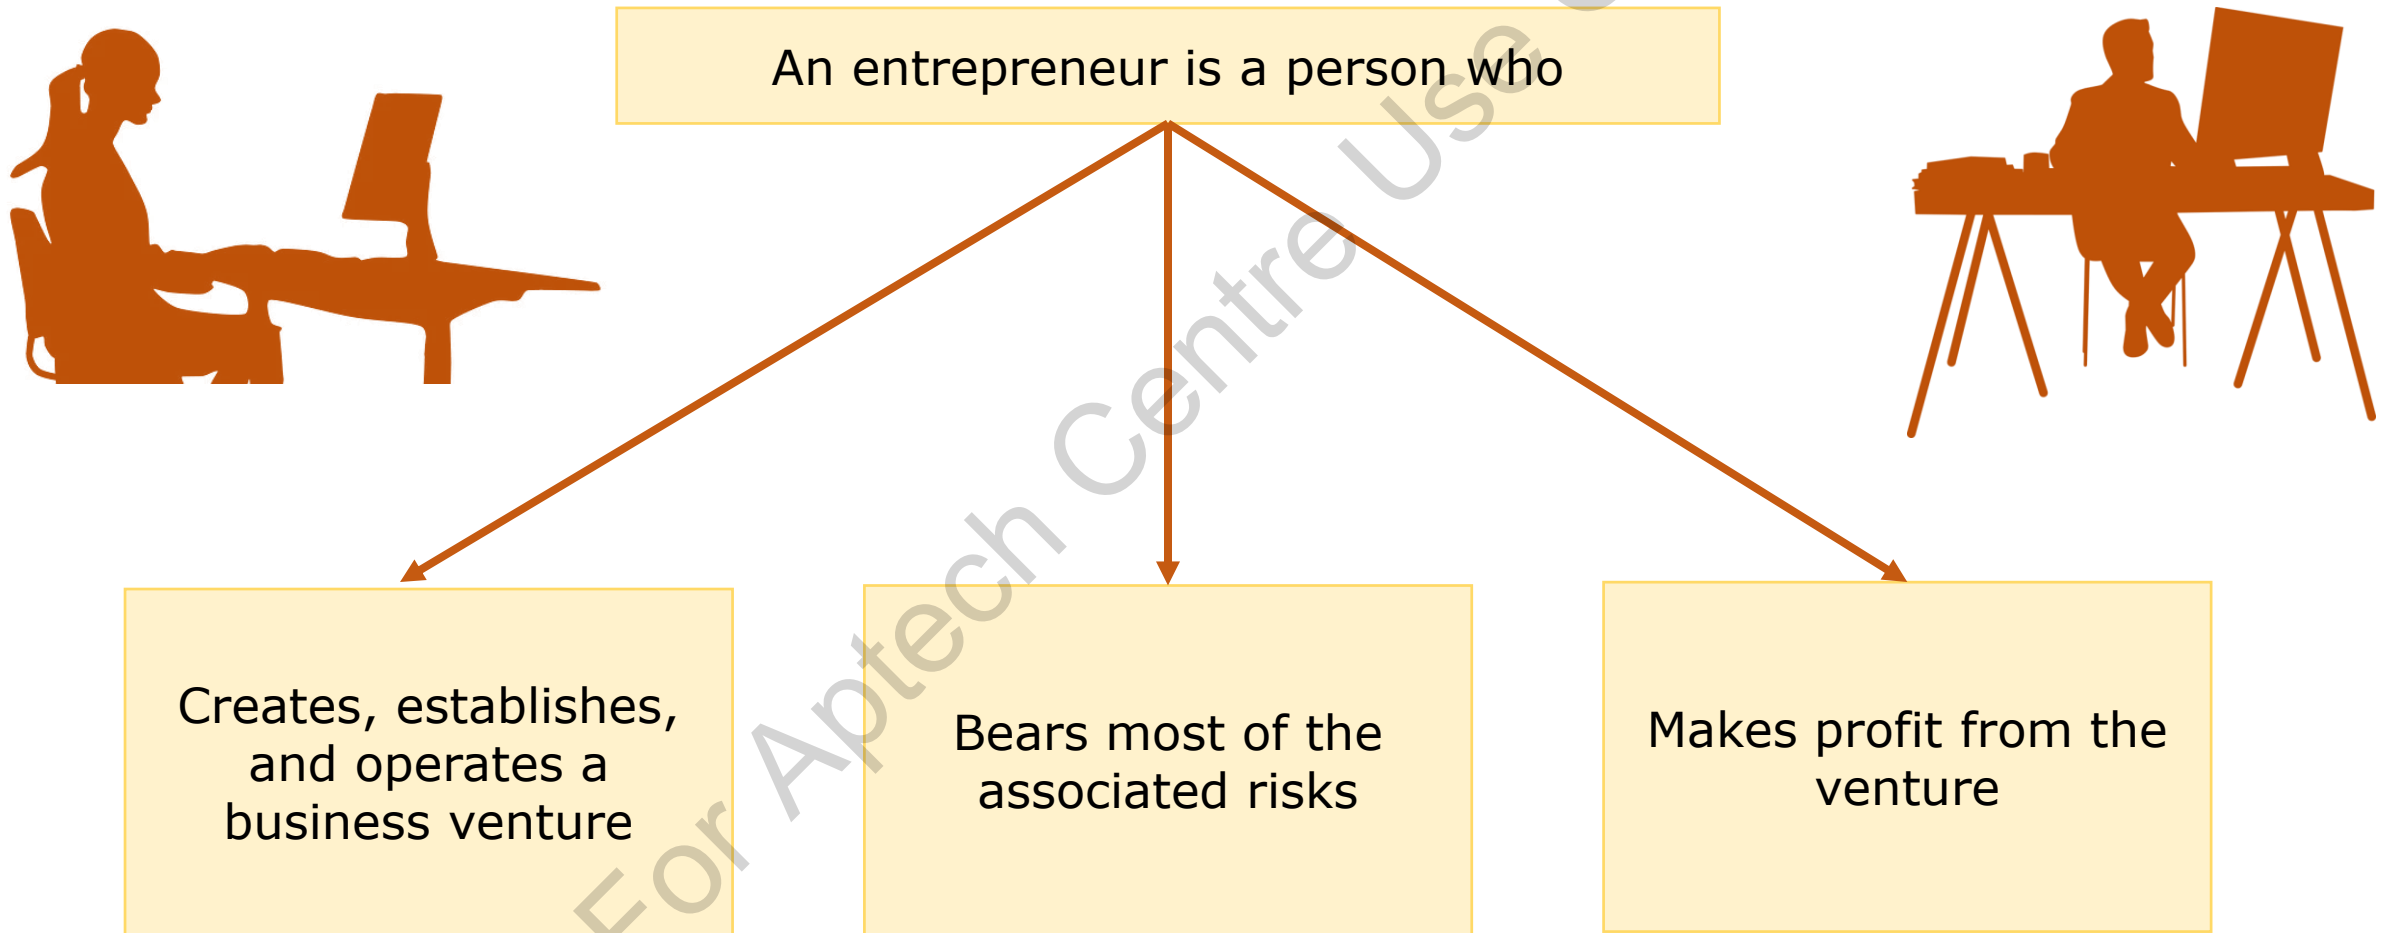 An entrepreneur is a person who
Creates, establishes,
and operates a
business venture
Bears most of the
associated risks
Makes profit from the
venture
For Aptech Centre Use